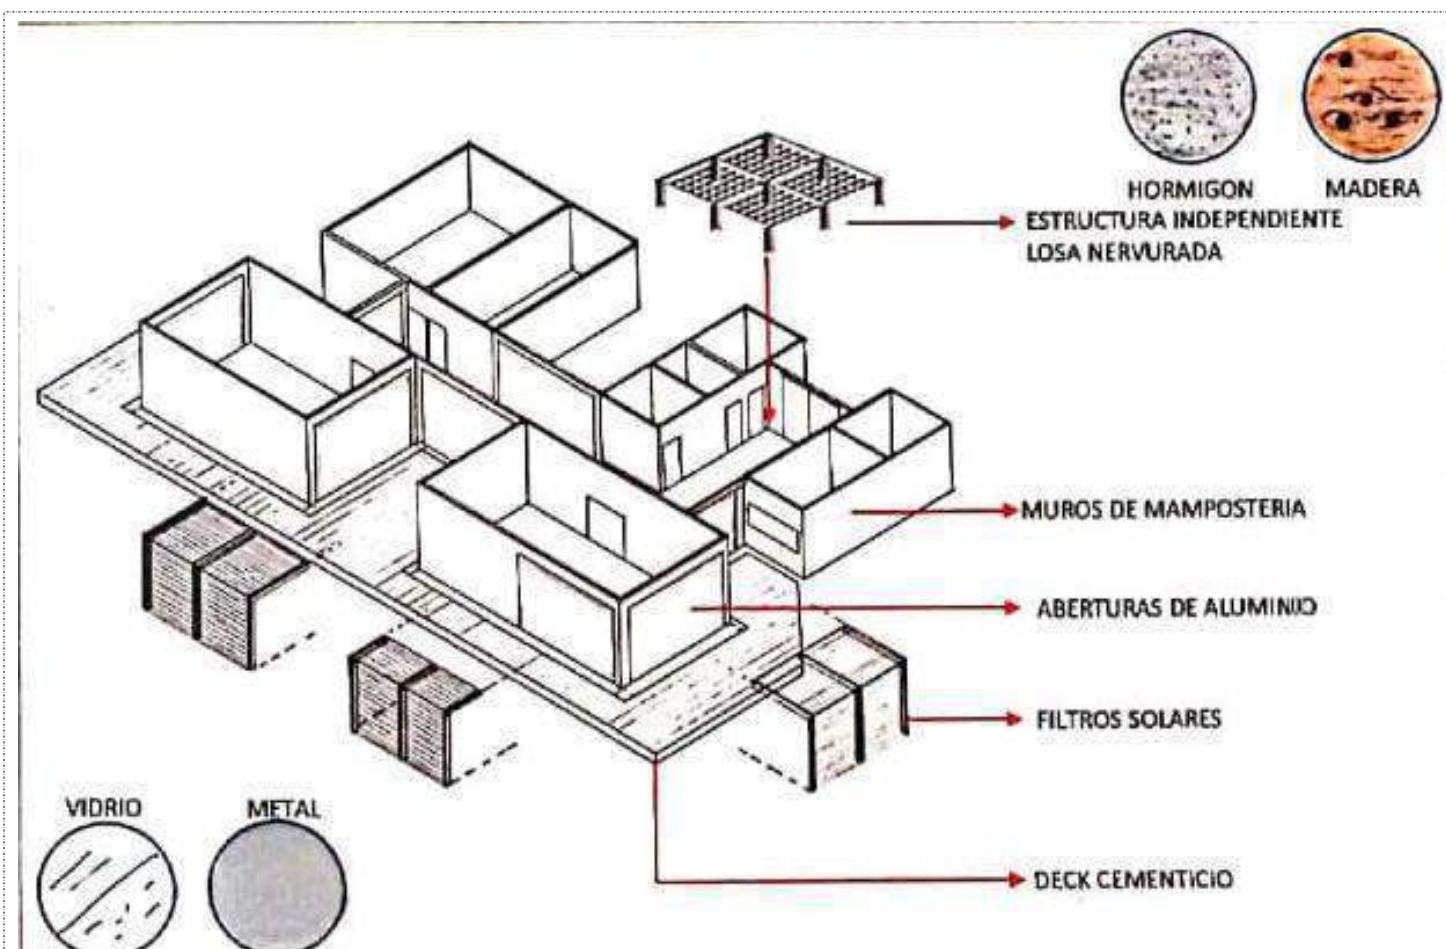 HORMIGON
MADERA
ESTRUCTURA INDEPENDIENTE
LOSA NERVURADA
MUROS DE MAMPOSTERIA
ABERTURAS DE ALUMINIO
FILTROS SOLARES
VIDRIO
METAL
DECK CEMENTICIO